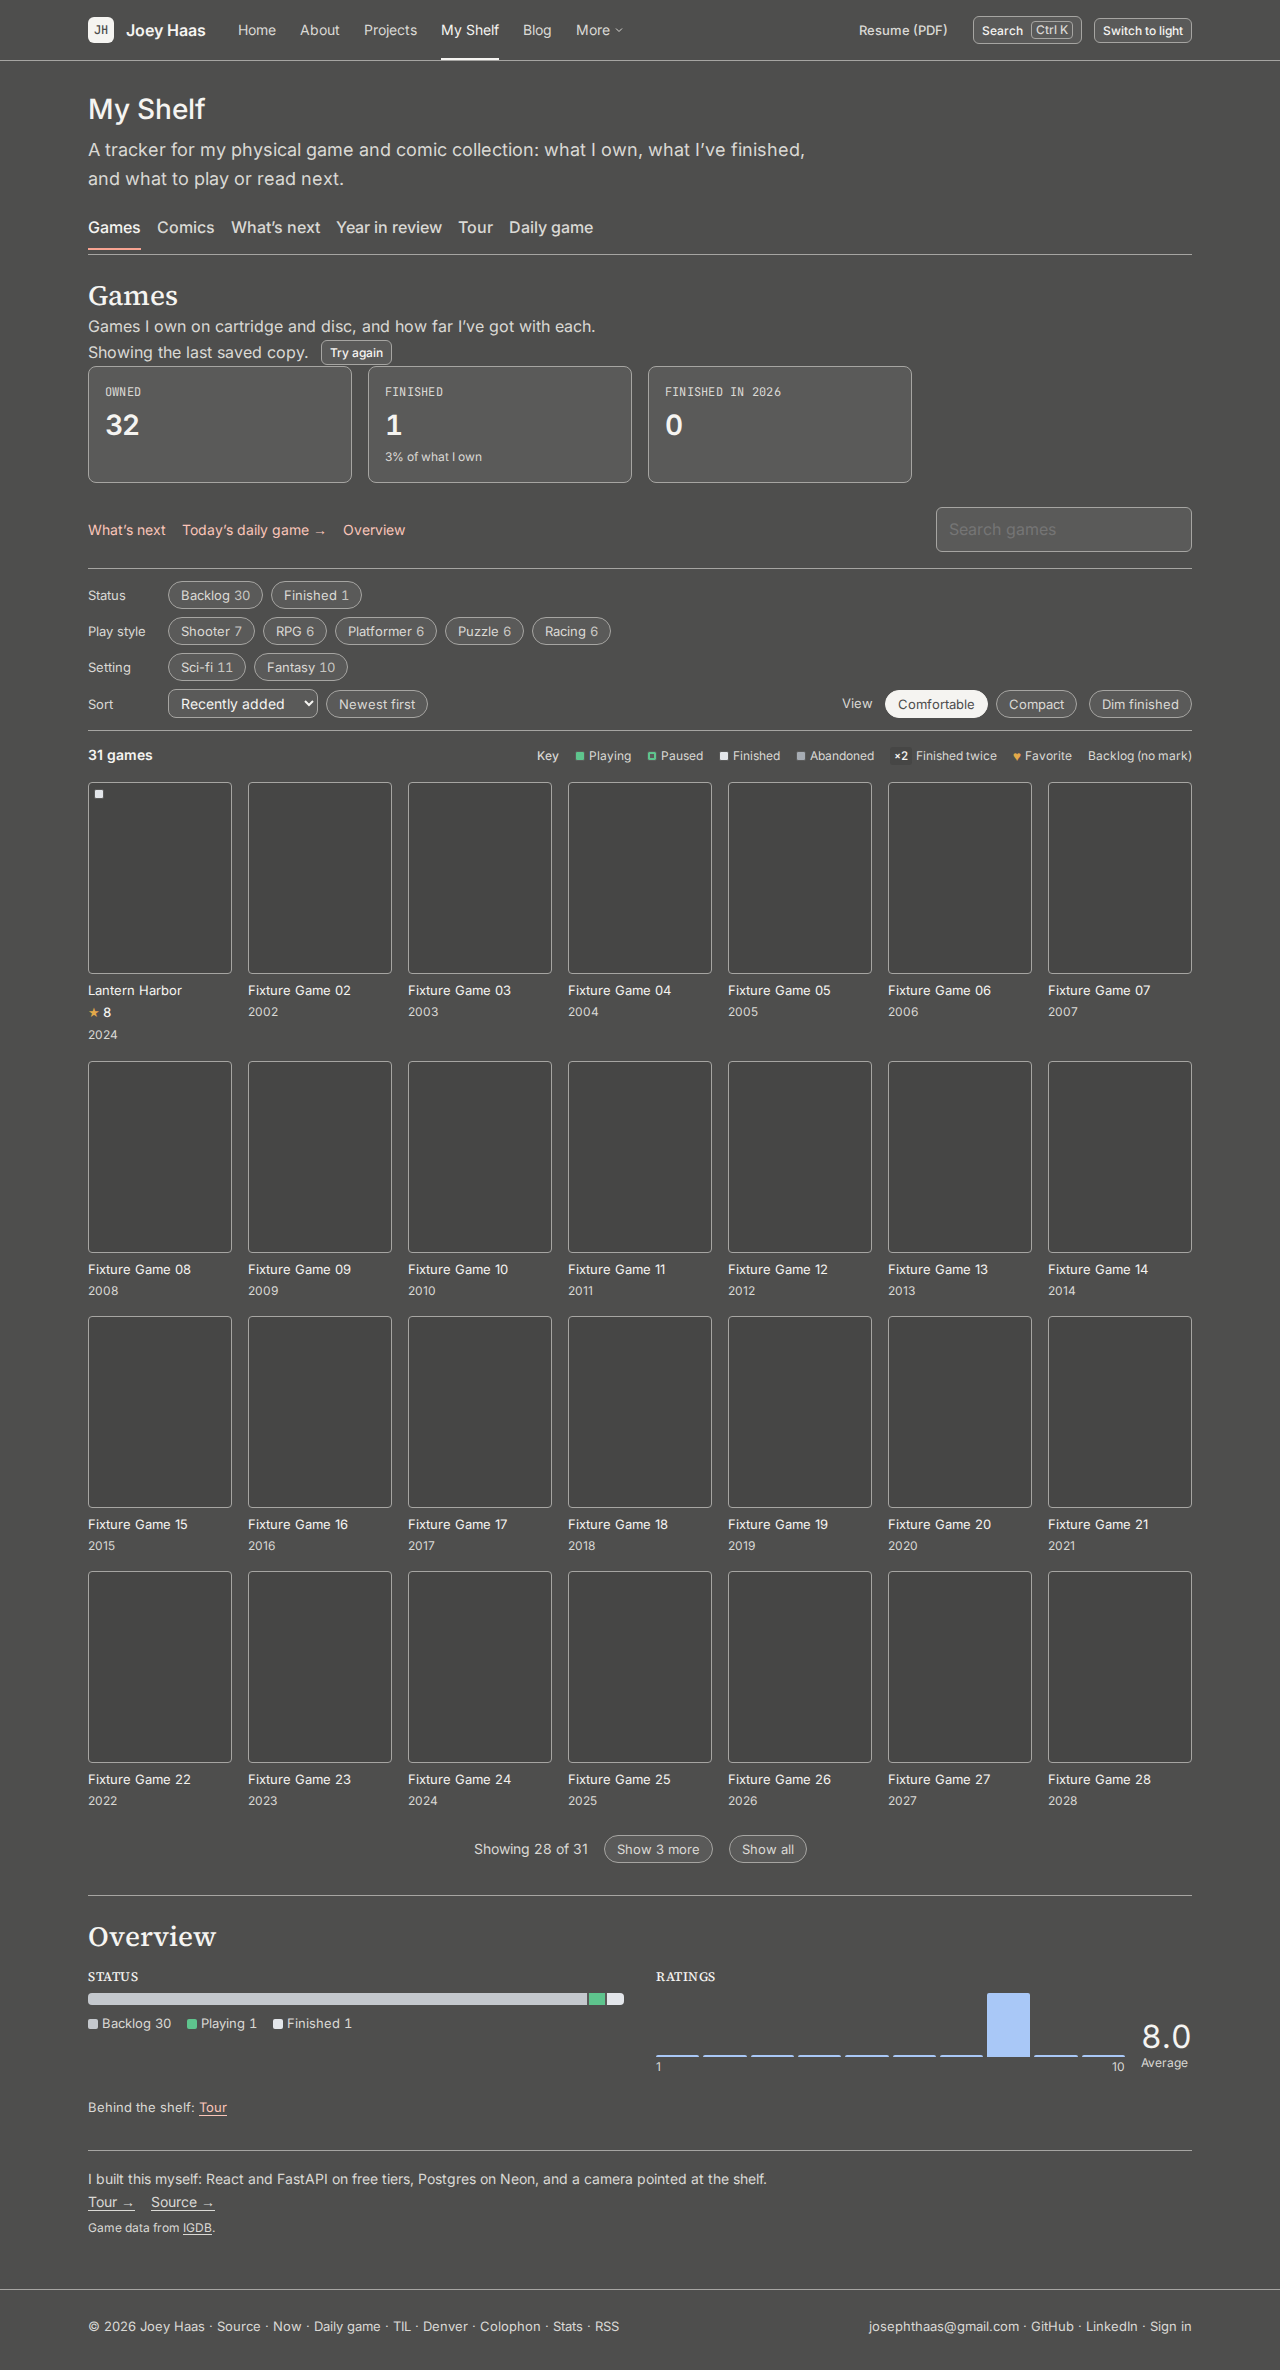 JH Joey Haas Home About Projects My Shelf Blog More Resume (PDF) Search Ctrl K Switch to light
My Shelf
A tracker for my physical game and comic collection: what I own, what I’ve finished,
and what to play or read next.
Games Comics What’s next Year in review Tour Daily game
Games
Games I own on cartridge and disc, and how far I’ve got with each.
Showing the last saved copy. Try again
OWNED FINISHED FINISHED IN 2026
32 1 0
3% of what I own
What’s next Today’s daily game → Overview Search games
Status Backlog 30 Finished 1
Play style Shooter 7 RPG 6 Platformer 6 Puzzle 6 Racing 6
Setting Sci-fi 11 Fantasy 10
Sort Recently added Newest first View Comfortable Compact Dim finished
31 games Key Playing Paused Finished Abandoned ×2 Finished twice ♥ Favorite Backlog (no mark)
Lantern Harbor Fixture Game 02 Fixture Game 03 Fixture Game 04 Fixture Game 05 Fixture Game 06 Fixture Game 07
★ 8 2002 2003 2004 2005 2006 2007
2024
Fixture Game 08 Fixture Game 09 Fixture Game 10 Fixture Game 11 Fixture Game 12 Fixture Game 13 Fixture Game 14
2008 2009 2010 2011 2012 2013 2014
Fixture Game 15 Fixture Game 16 Fixture Game 17 Fixture Game 18 Fixture Game 19 Fixture Game 20 Fixture Game 21
2015 2016 2017 2018 2019 2020 2021
Fixture Game 22 Fixture Game 23 Fixture Game 24 Fixture Game 25 Fixture Game 26 Fixture Game 27 Fixture Game 28
2022 2023 2024 2025 2026 2027 2028
Showing 28 of 31 Show 3 more Show all
Overview
STATUS
Backlog 30 Playing 1 Finished 1
RATINGS
1 10
8.0
Average
Behind the shelf: Tour
I built this myself: React and FastAPI on free tiers, Postgres on Neon, and a camera pointed at the shelf.
Tour → Source →
Game data from IGDB.
© 2026 Joey Haas · Source · Now · Daily game · TIL · Denver · Colophon · Stats · RSS josephthaas@gmail.com · GitHub · LinkedIn · Sign in